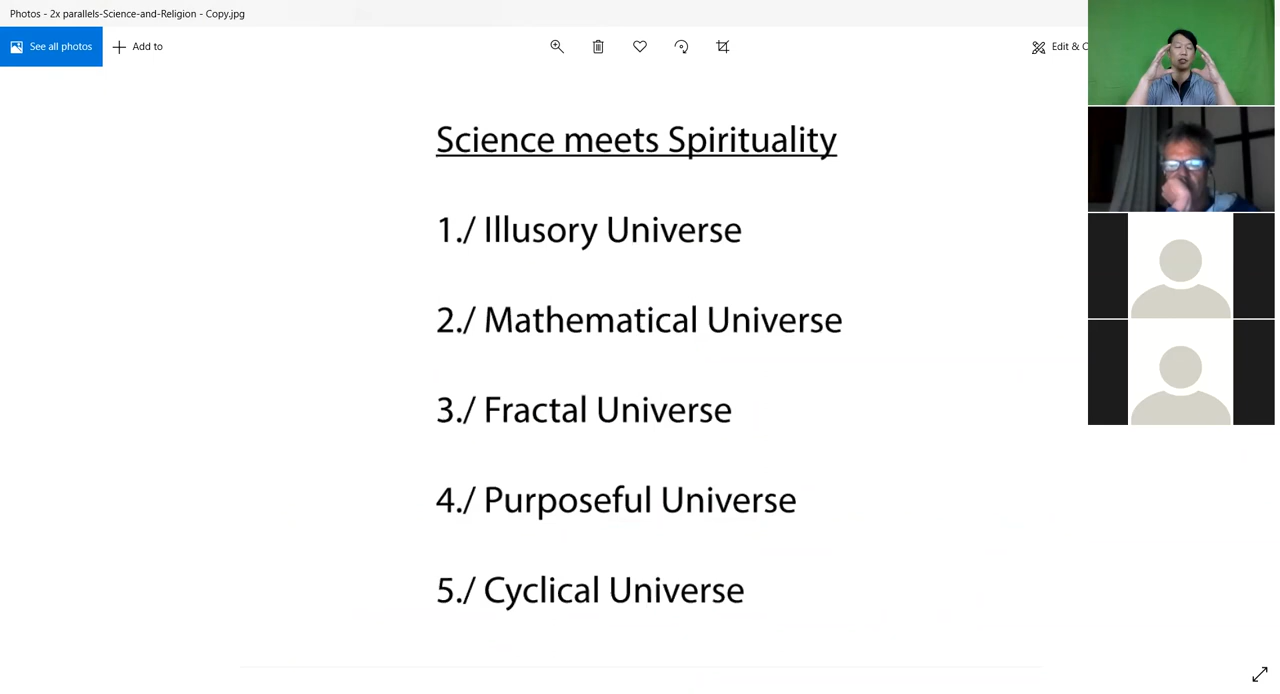 Photos - 2x parallels-Science-and-Religion - Copy.jpg
See all photos
Add to
Edit & C
Science meets Spirituality
1./ Illusory Universe
2./ Mathematical Universe
3./ Fractal Universe
4./ Purposeful Universe
5./ Cyclical Universe